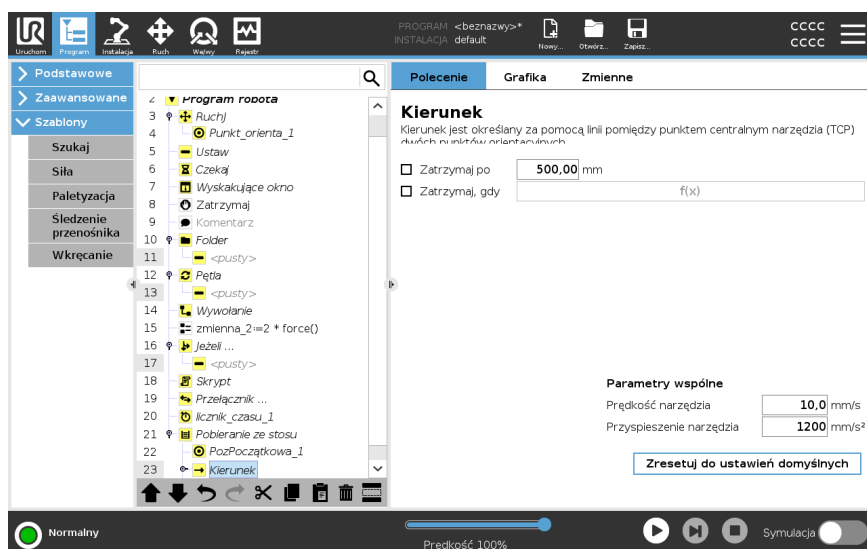 UR
PROGRAM <beznazwy>*
INSTALACJA default
CCCC
CCCC
Uruchom
Program
Instalacja
Ruch
We/wy
Rejestr
Nowy...
Otwórz...
Zapisz...
Podstawowe
Zaawansowane
Szablony
Szukaj
Siła
Paletyzacja
Śledzenie
przenośnika
Wkręcanie
2 Program robota
3 RuchJ
4 Punkt_orienta_1
5 Ustaw
6 Czekaj
7 Wyskakujące okno
8 Zatrzymaj
9 Komentarz
10 Folder
11 <pusty>
12 Pętla
13 <pusty>
14 Wywołanie
15 zmienna_2:=2 * force()
16 Jeżeli ...
17 <pusty>
18 Skrypt
19 Przełącznik ...
20 licznik_czasu_1
21 Pobieranie ze stosu
22 PozPoczątkowa_1
23 Kierunek
Polecenie
Grafika
Zmienne
Kierunek
Kierunek jest określany za pomocą linii pomiędzy punktem centralnym narzędzia (TCP)
dwóch punktów orientacyjnych
Zatrzymaj po 500,00 mm
Zatrzymaj, gdy f(x)
Parametry wspólne
Prędkość narzędzia 10,0 mm/s
Przyspieszenie narzędzia 1200 mm/s²
Zresetuj do ustawień domyślnych
Normalny
Prędkość 100%
Symulacja